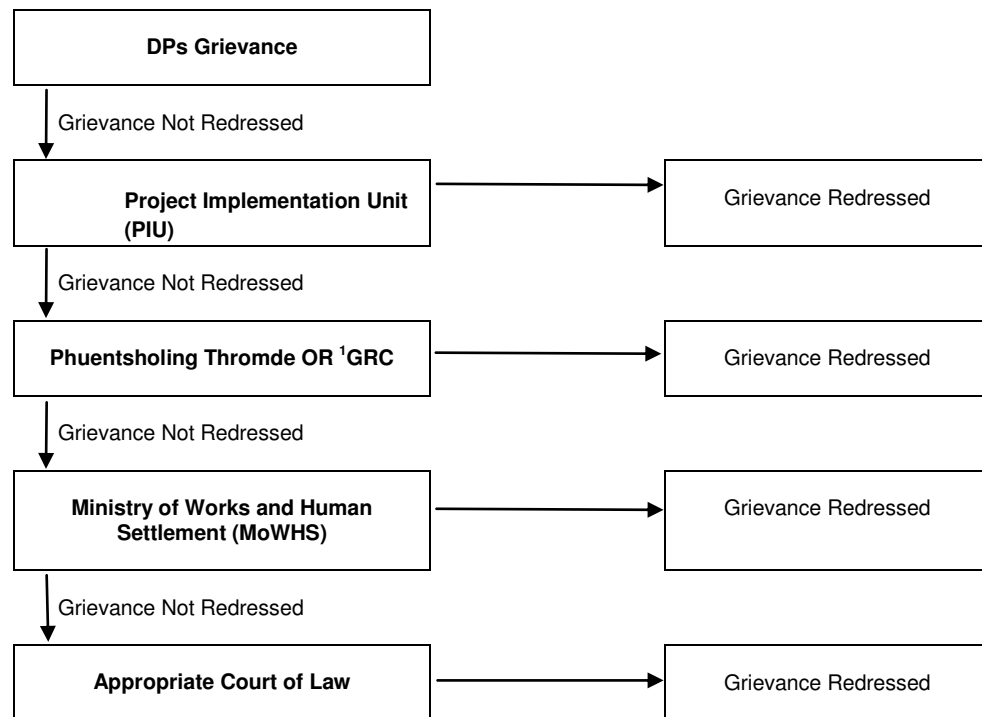 DPs Grievance
Grievance Not Redressed
Project Implementation Unit
(PIU)
Grievance Redressed
Grievance Not Redressed
Phuentsholing Thromde OR ¹GRC
Grievance Redressed
Grievance Not Redressed
Ministry of Works and Human
Settlement (MoWHS)
Grievance Redressed
Grievance Not Redressed
Appropriate Court of Law
Grievance Redressed